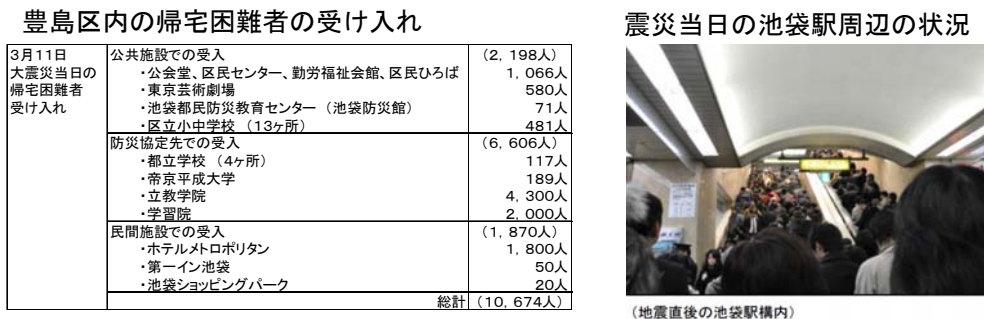 豊島区内の帰宅困難者の受け入れ
3月11日
大震災当日の
帰宅困難者
受け入れ
公共施設での受入 (2, 198人)
・公会堂、区民センター、勤労福祉会館、区民ひろば 1, 066人
・東京芸術劇場 580人
・池袋都民防災教育センター (池袋防災館) 71人
・区立小中学校 (13ヶ所) 481人
防災協定先での受入 (6, 606人)
・都立学校 (4ヶ所) 117人
・帝京平成大学 189人
・立教学院 4, 300人
・学習院 2, 000人
民間施設での受入 (1, 870人)
・ホテルメトロポリタン 1, 800人
・第一イン池袋 50人
・池袋ショッピングパーク 20人
総計 (10, 674人)
震災当日の池袋駅周辺の状況
(地震直後の池袋駅構内)